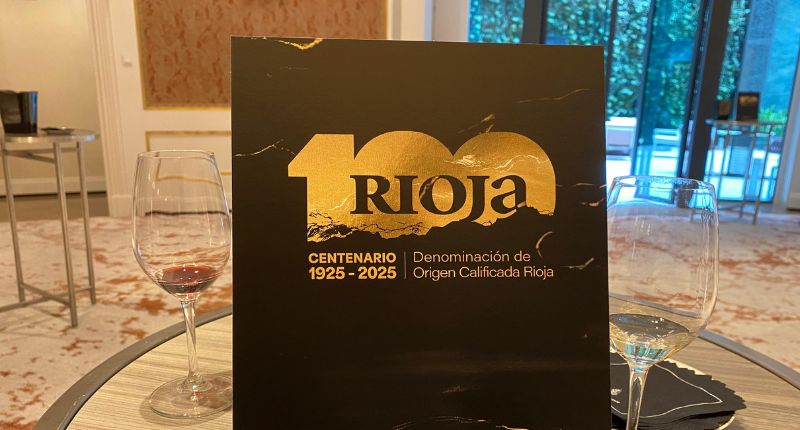 100
RIOJa
CENTENARIO
1925 - 2025
Denominación de
Origen Calificada Rioja